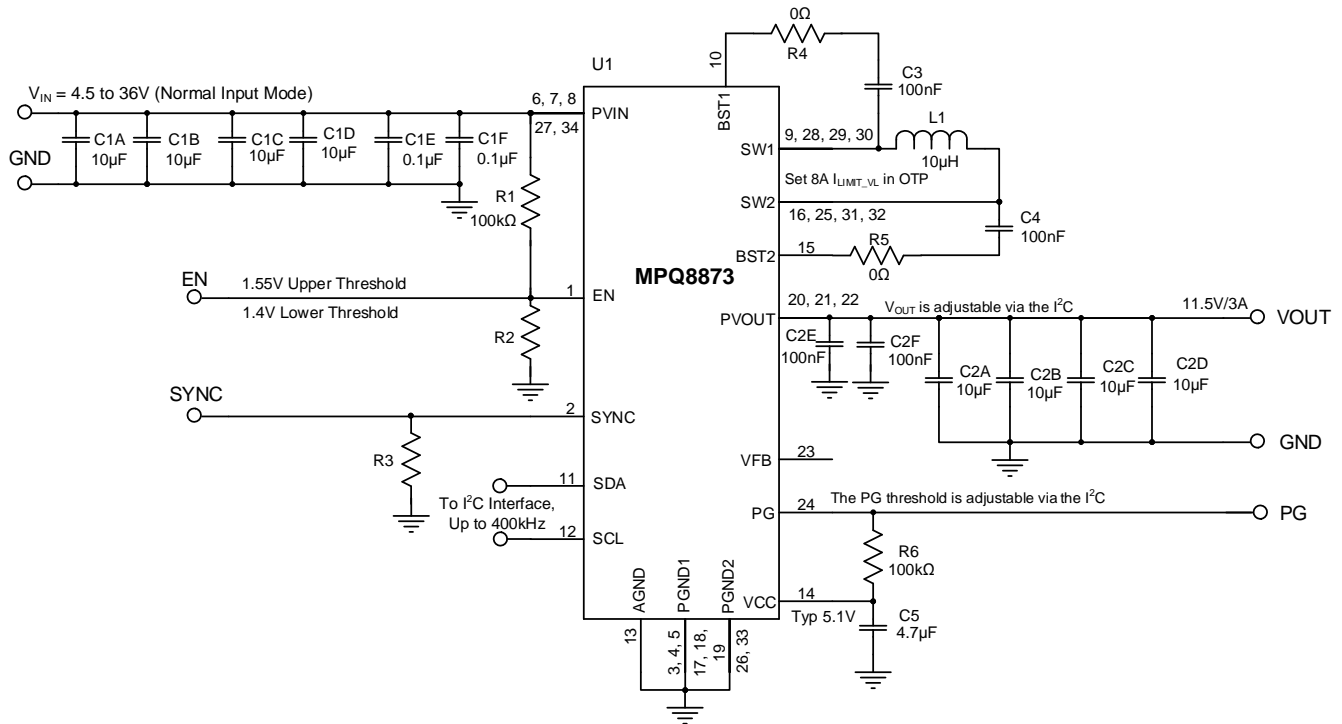 0Ω
R4
10
C3
100nF
U1
V_IN = 4.5 to 36V (Normal Input Mode)
6, 7, 8
27, 34
PVIN
BST1
C1A
10µF
C1B
10µF
C1C
10µF
C1D
10µF
C1E
0.1µF
C1F
0.1µF
GND
9, 28, 29, 30
SW1
L1
10µH
Set 8A I_LIMIT_VL in OTP
R1
100kΩ
SW2
16, 25, 31, 32
C4
100nF
R5
0Ω
15
BST2
MPQ8873
EN
1.55V Upper Threshold
1.4V Lower Threshold
1
EN
R2
20, 21, 22
PVOUT
V_OUT is adjustable via the I²C
11.5V/3A
VOUT
C2E
100nF
C2F
100nF
C2A
10µF
C2B
10µF
C2C
10µF
C2D
10µF
GND
SYNC
2
SYNC
R3
VFB
23
11
SDA
To I²C Interface,
Up to 400kHz
12
SCL
PG
24
The PG threshold is adjustable via the I²C
PG
R6
100kΩ
VCC
14
Typ 5.1V
C5
4.7µF
AGND
PGND1
PGND2
13
3, 4, 5
17, 18,
19
26, 33